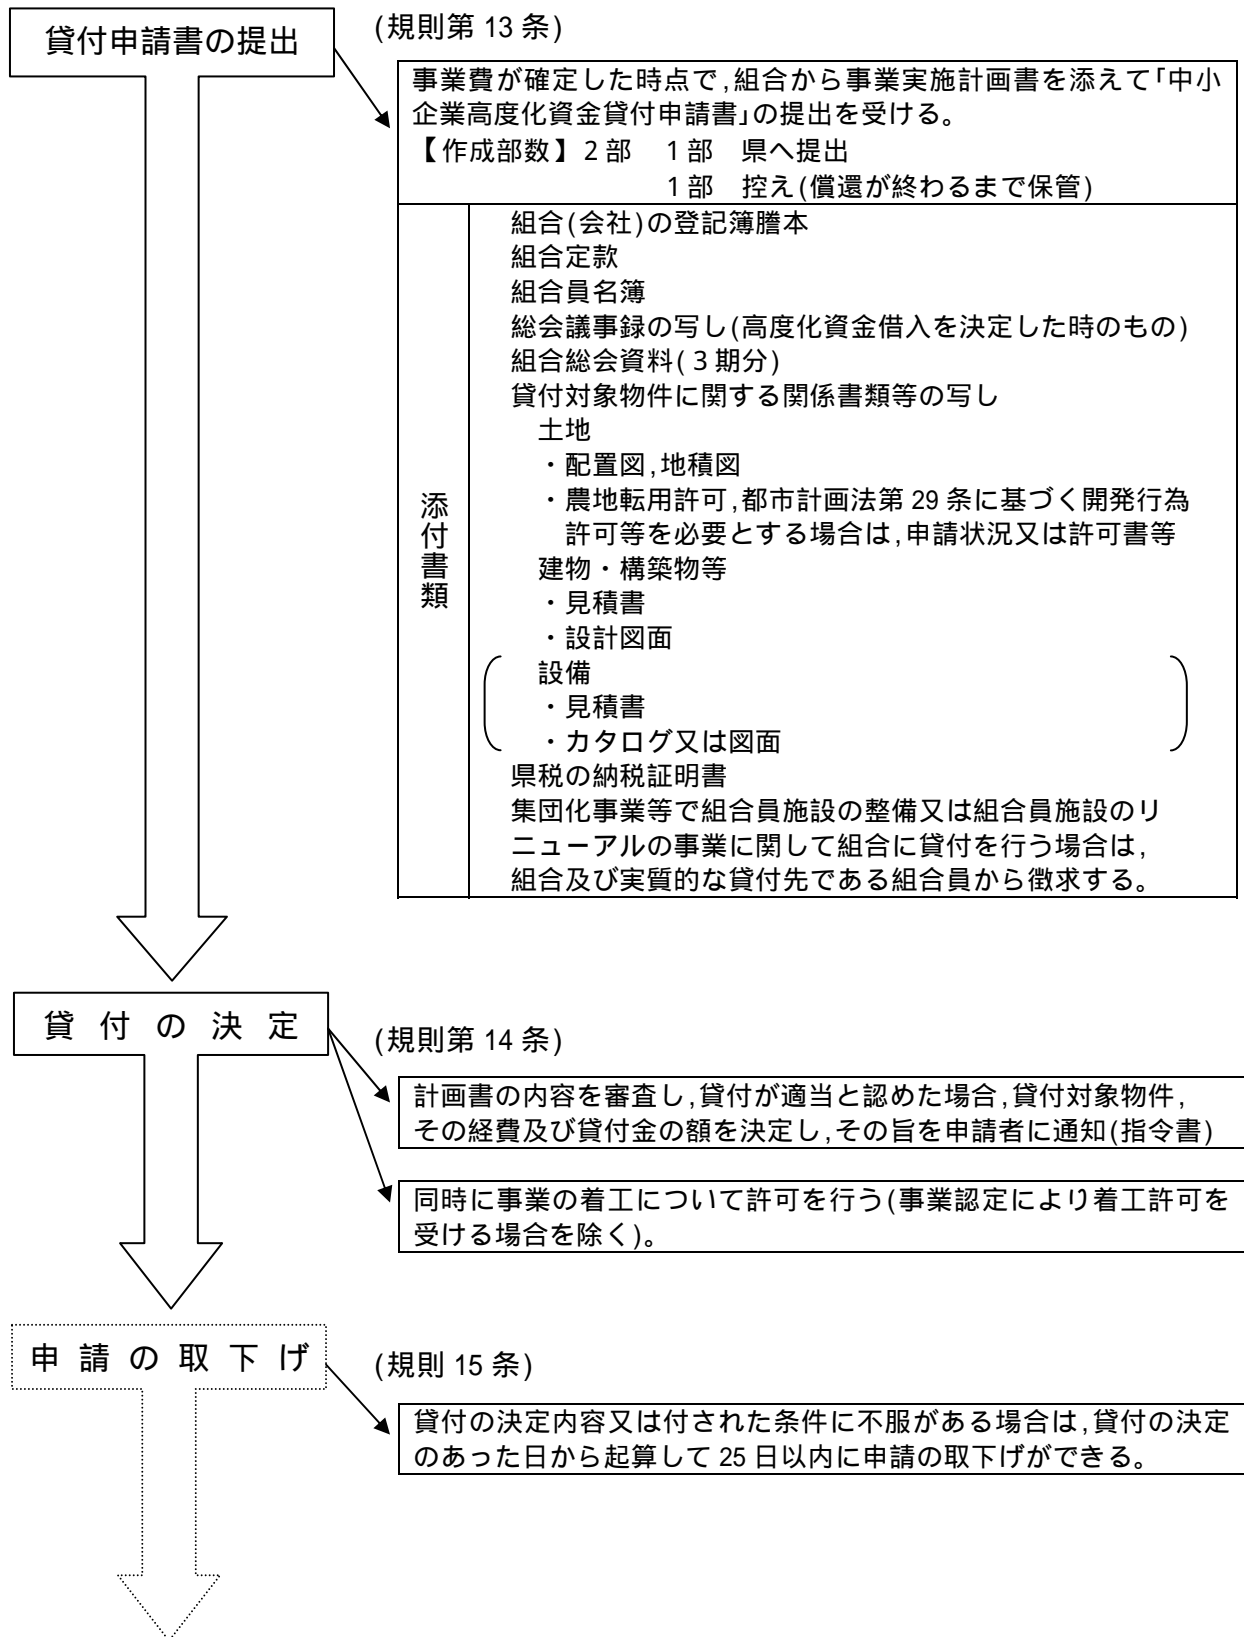 貸付申請書の提出
(規則第 13 条)
事業費が確定した時点で,組合から事業実施計画書を添えて「中小
企業高度化資金貸付申請書」の提出を受ける。
【作成部数】2部 1部 県へ提出
1部 控え(償還が終わるまで保管)
添付書類
組合(会社)の登記簿謄本
組合定款
組合員名簿
総会議事録の写し(高度化資金借入を決定した時のもの)
組合総会資料(3期分)
貸付対象物件に関する関係書類等の写し
土地
・配置図,地積図
・農地転用許可,都市計画法第 29 条に基づく開発行為
許可等を必要とする場合は,申請状況又は許可書等
建物・構築物等
・見積書
・設計図面
設備
・見積書
・カタログ又は図面
県税の納税証明書
集団化事業等で組合員施設の整備又は組合員施設のリ
ニューアルの事業に関して組合に貸付を行う場合は,
組合及び実質的な貸付先である組合員から徴求する。
貸 付 の 決 定
(規則第 14 条)
計画書の内容を審査し,貸付が適当と認めた場合,貸付対象物件,
その経費及び貸付金の額を決定し,その旨を申請者に通知(指令書)
同時に事業の着工について許可を行う(事業認定により着工許可を
受ける場合を除く)。
申 請 の 取 下 げ
(規則 15 条)
貸付の決定内容又は付された条件に不服がある場合は,貸付の決定
のあった日から起算して 25 日以内に申請の取下げができる。